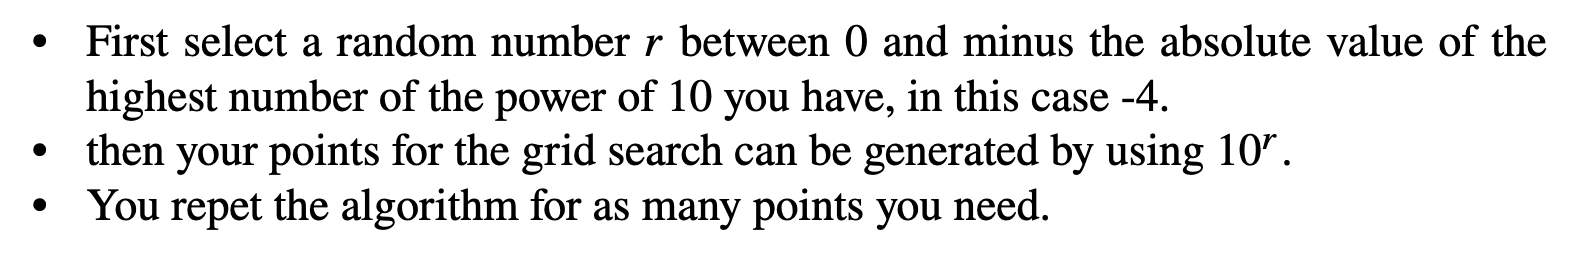 • First select a random number r between 0 and minus the absolute value of the
highest number of the power of 10 you have, in this case -4.
• then your points for the grid search can be generated by using 10^r.
• You repet the algorithm for as many points you need.